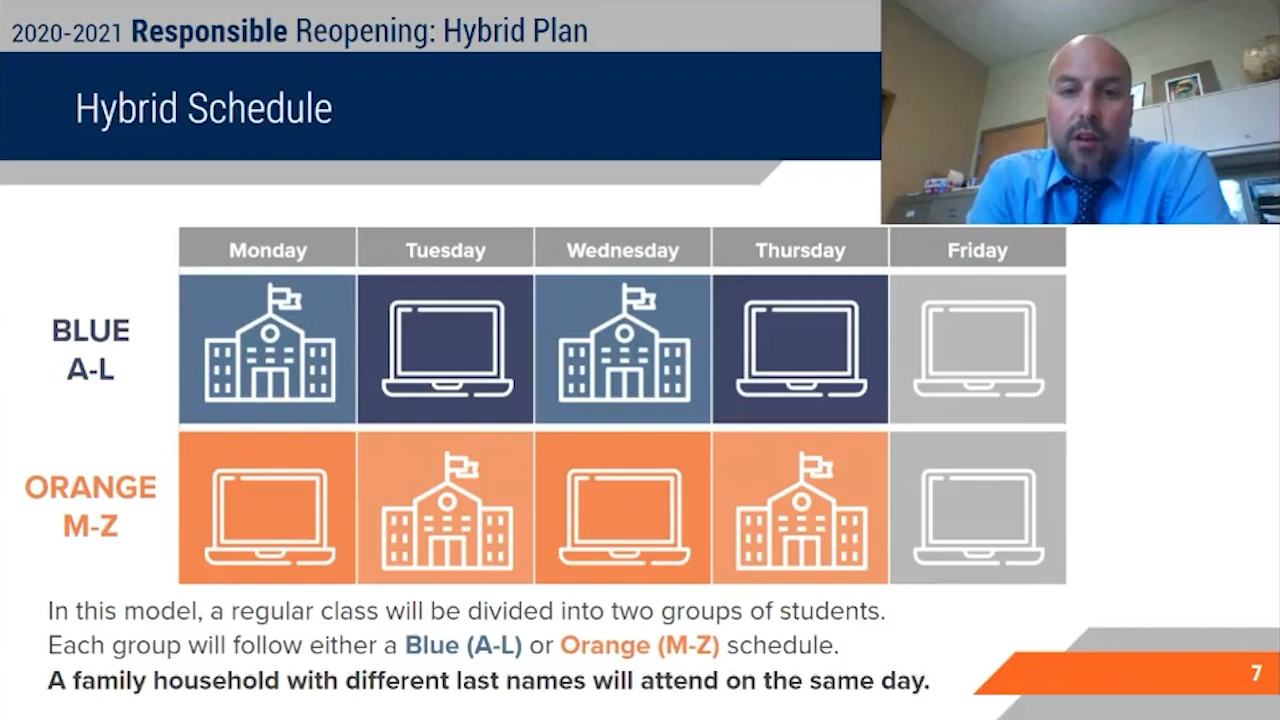 2020-2021 Responsible Reopening: Hybrid Plan
Hybrid Schedule
Monday Tuesday Wednesday Thursday Friday
BLUE
A-L
ORANGE
M-Z
In this model, a regular class will be divided into two groups of students.
Each group will follow either a Blue (A-L) or Orange (M-Z) schedule.
A family household with different last names will attend on the same day.
7